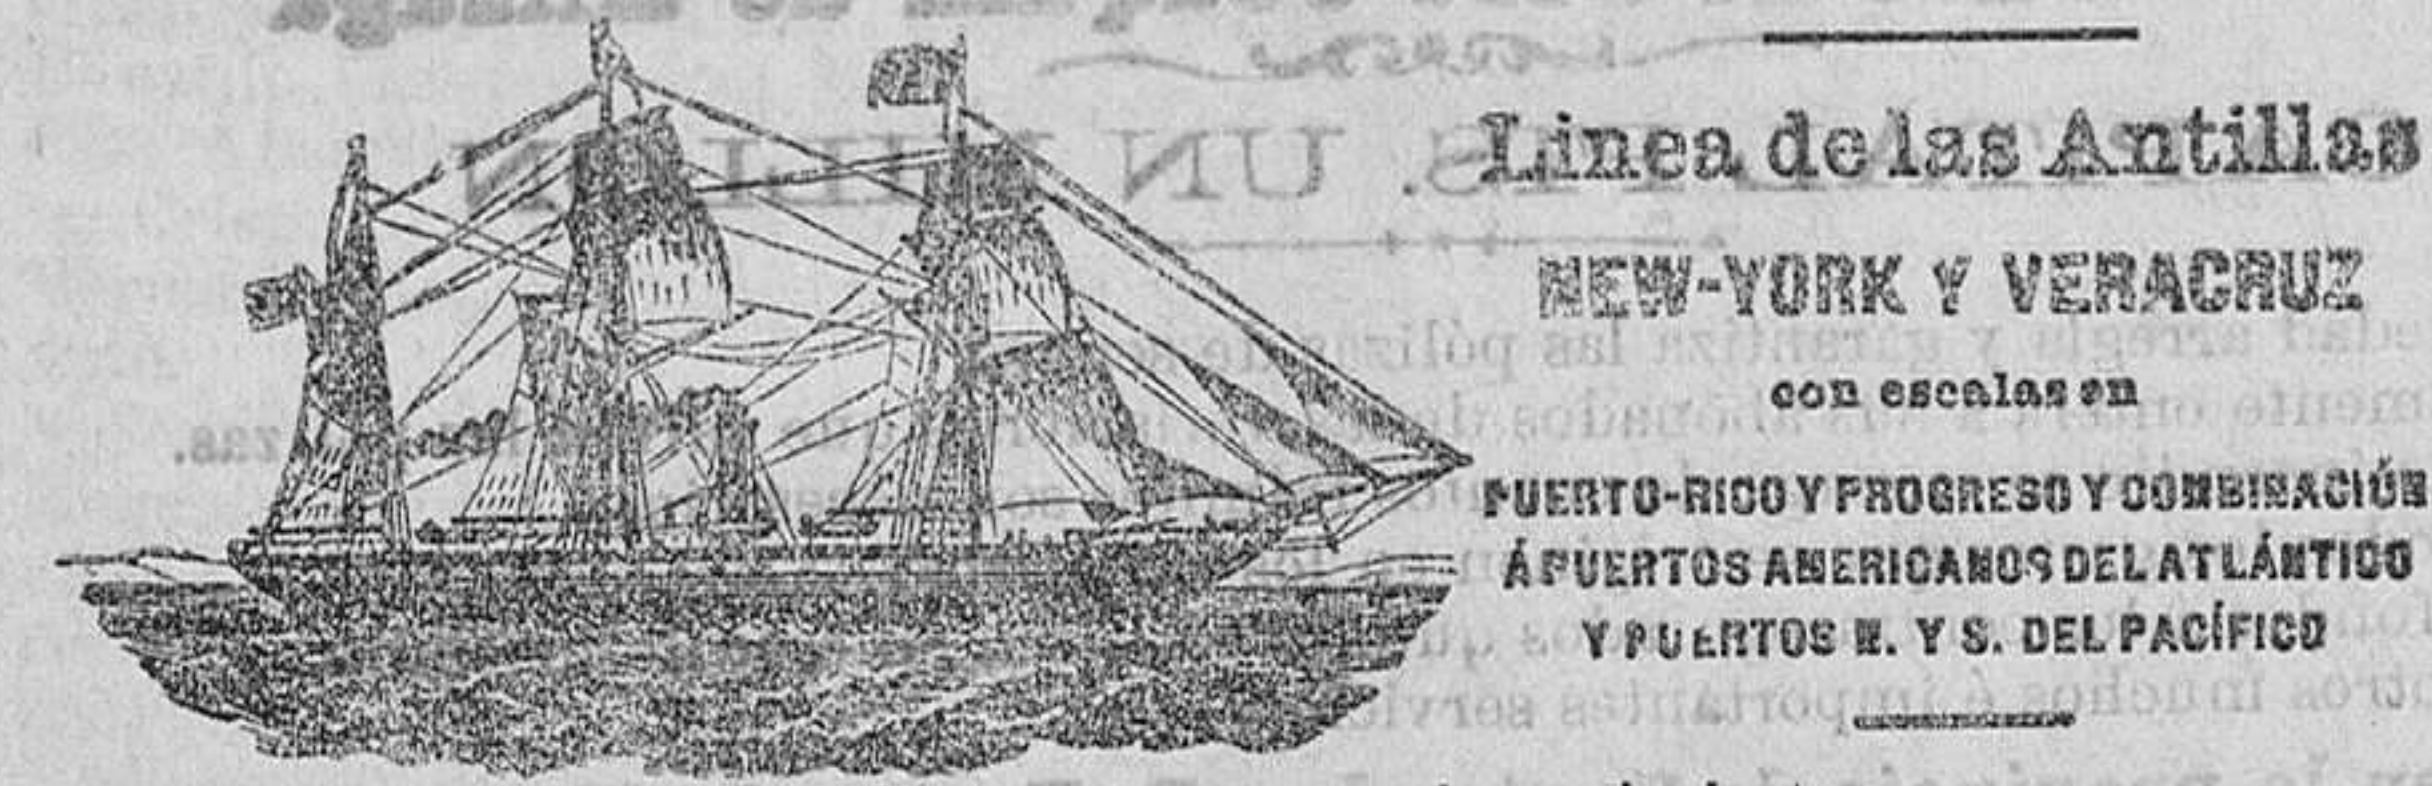 Linea de las Antillas
NEW-YORK Y VERACRUZ
con escalas en
PUERTO-RICO Y PROGRESO Y COMBINACIÓN
Á PUERTOS AMERICANOS DEL ATLÁNTICO
Y PUERTOS N. Y S. DEL PACÍFICO